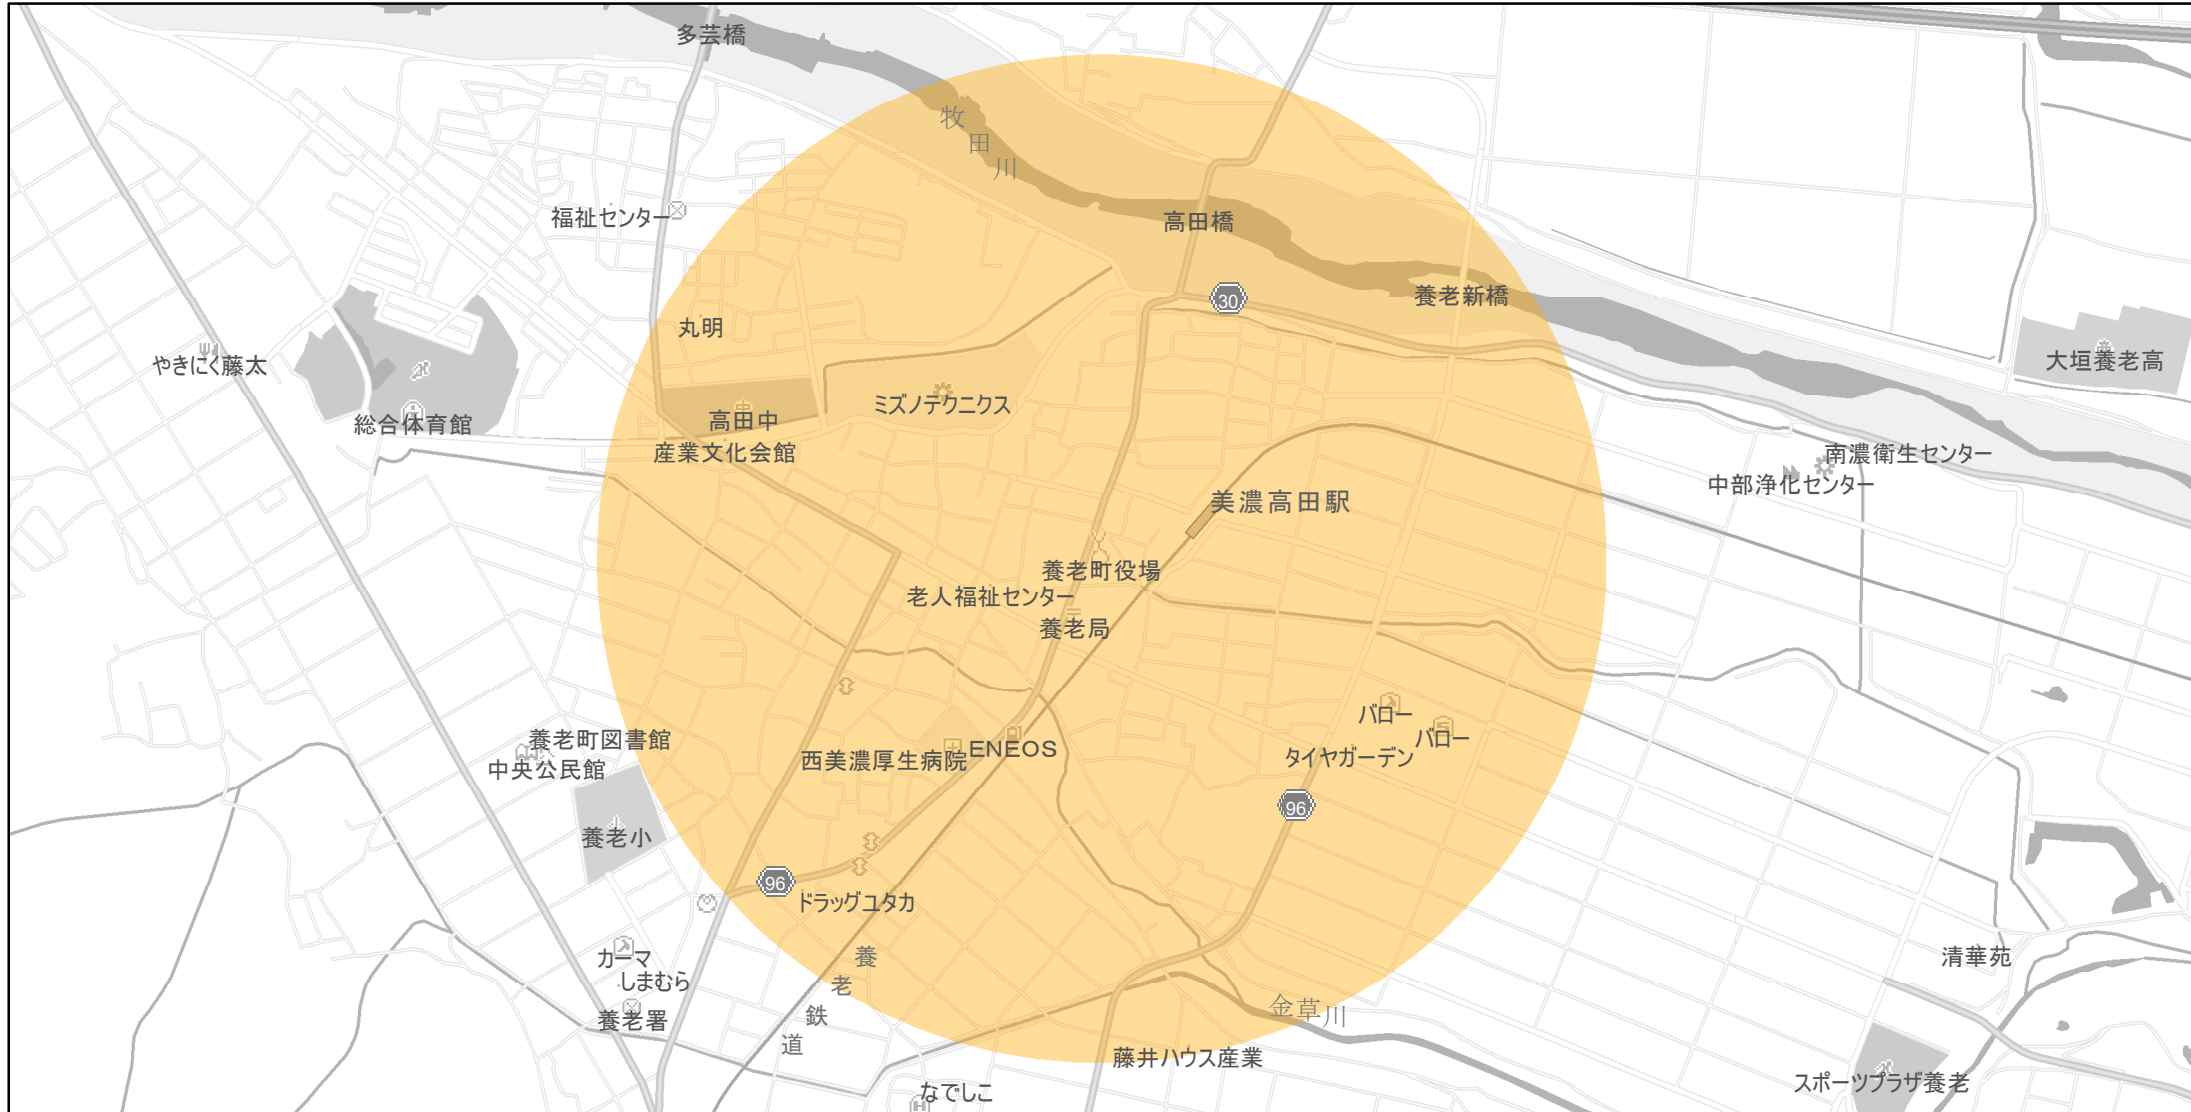 多芸橋
牧田川
福祉センター
高田橋
30
養老新橋
丸明
やきにく藤太
大垣養老高
ミズノテクニクス
総合体育館
高田中
産業文化会館
南濃衛生センター
中部浄化センター
美濃高田駅
養老町役場
老人福祉センター
養老局
バロー
バロー
養老町図書館
西美濃厚生病院
ENEOS
タイヤガーデン
中央公民館
96
養老小
96
ドラッグユタカ
カーマ
しまむら
養老鉄道
清華苑
養老署
金草川
藤井ハウス産業
スポーツプラザ養老
なでしこ